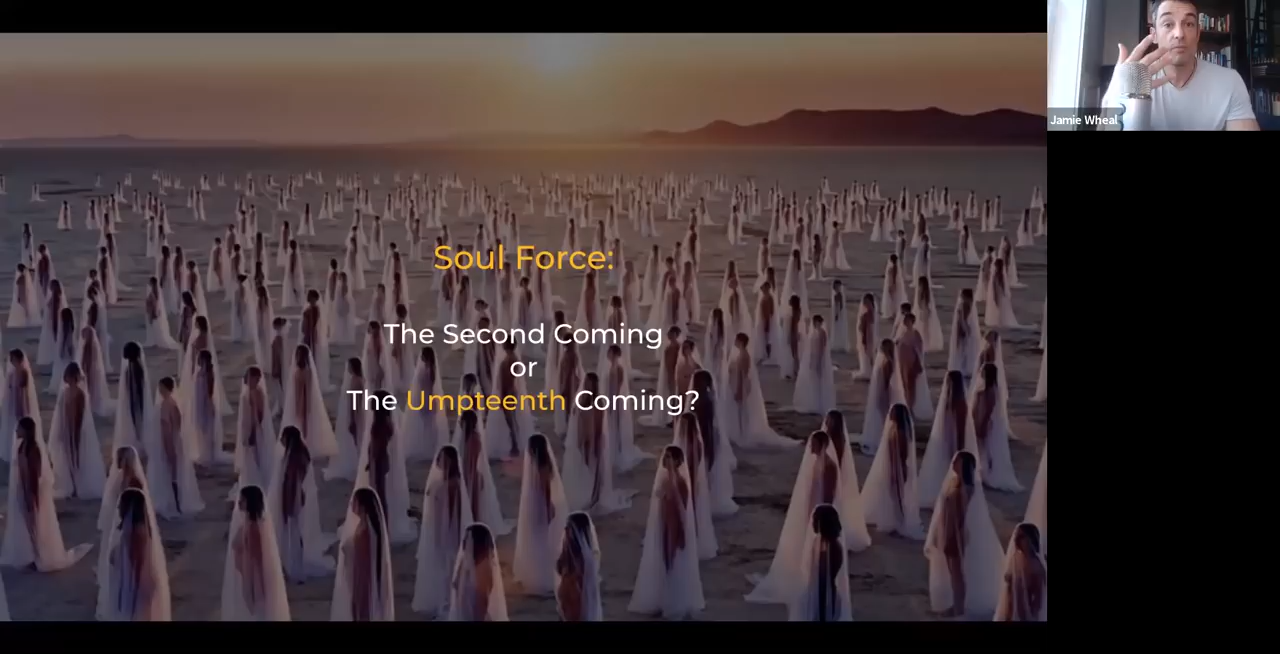 Soul Force:
The Second Coming
or
The Umpteenth Coming?
Jamie Wheal